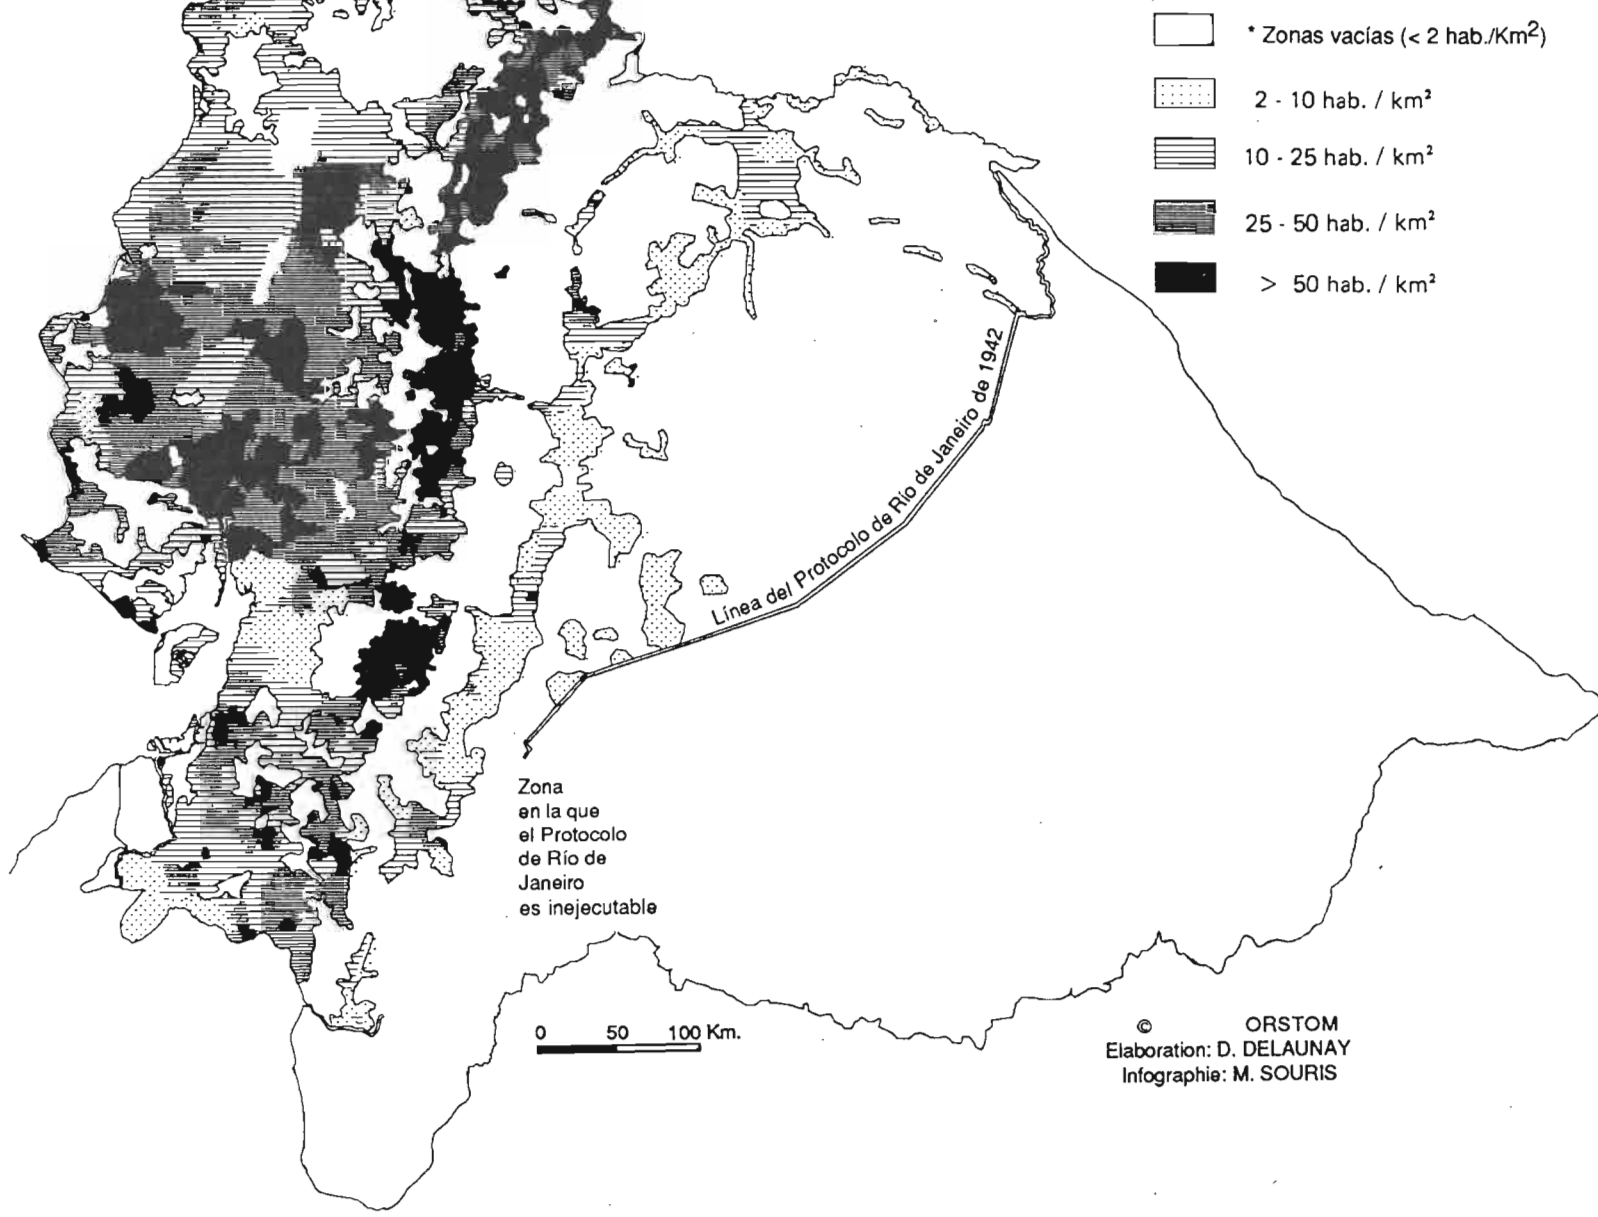 * Zonas vacías (< 2 hab./Km²)
2 - 10 hab. / km²
10 - 25 hab. / km²
25 - 50 hab. / km²
> 50 hab. / km²
Línea del Protocolo de Río de Janeiro de 1942
Zona
en la que
el Protocolo
de Río de
Janeiro
es inejecutable
0 50 100 Km.
© ORSTOM
Elaboration: D. DELAUNAY
Infographie: M. SOURIS